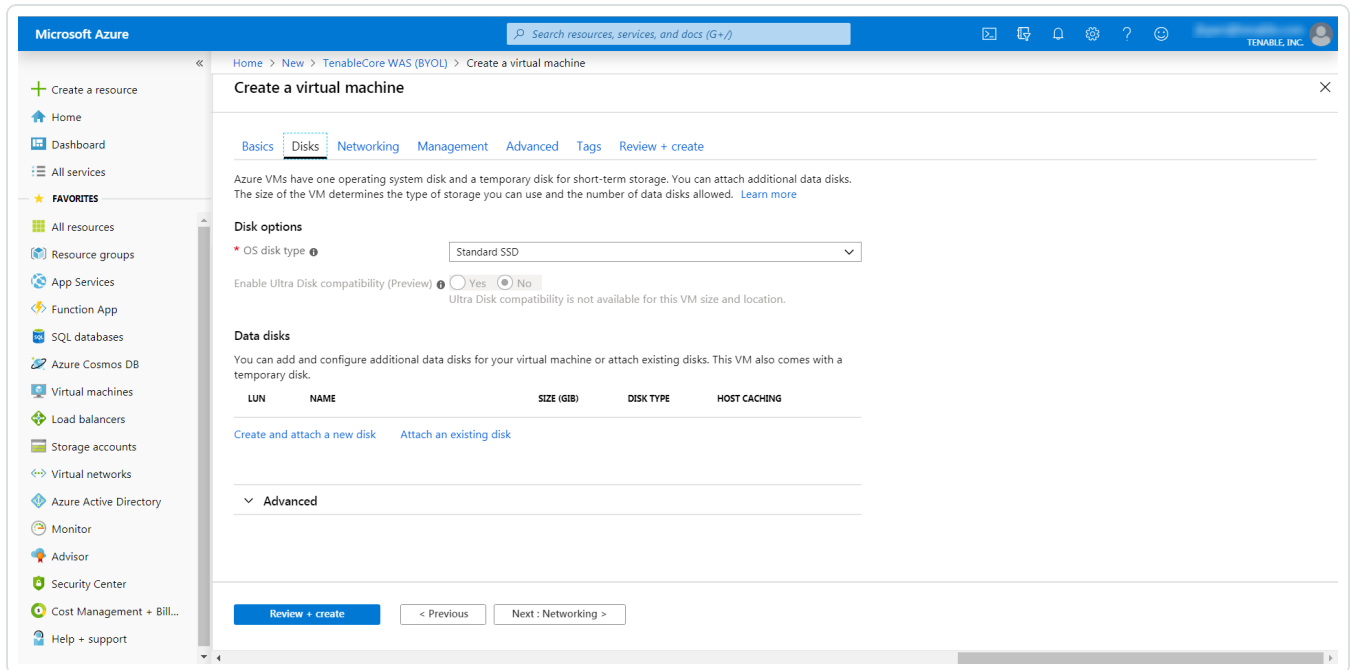 Microsoft Azure
Search resources, services, and docs (G+/)
TENABLE, INC.
Create a resource
Home
Dashboard
All services
FAVORITES
All resources
Resource groups
App Services
Function App
SQL databases
Azure Cosmos DB
Virtual machines
Load balancers
Storage accounts
Virtual networks
Azure Active Directory
Monitor
Advisor
Security Center
Cost Management + Bill...
Help + support
Home > New > TenableCore WAS (BYOL) > Create a virtual machine
Create a virtual machine
Basics Disks Networking Management Advanced Tags Review + create
Azure VMs have one operating system disk and a temporary disk for short-term storage. You can attach additional data disks.
The size of the VM determines the type of storage you can use and the number of data disks allowed. Learn more
Disk options
* OS disk type Standard SSD
Enable Ultra Disk compatibility (Preview) Yes No
Ultra Disk compatibility is not available for this VM size and location.
Data disks
You can add and configure additional data disks for your virtual machine or attach existing disks. This VM also comes with a
temporary disk.
LUN NAME SIZE (GIB) DISK TYPE HOST CACHING
Create and attach a new disk Attach an existing disk
Advanced
Review + create < Previous Next : Networking >